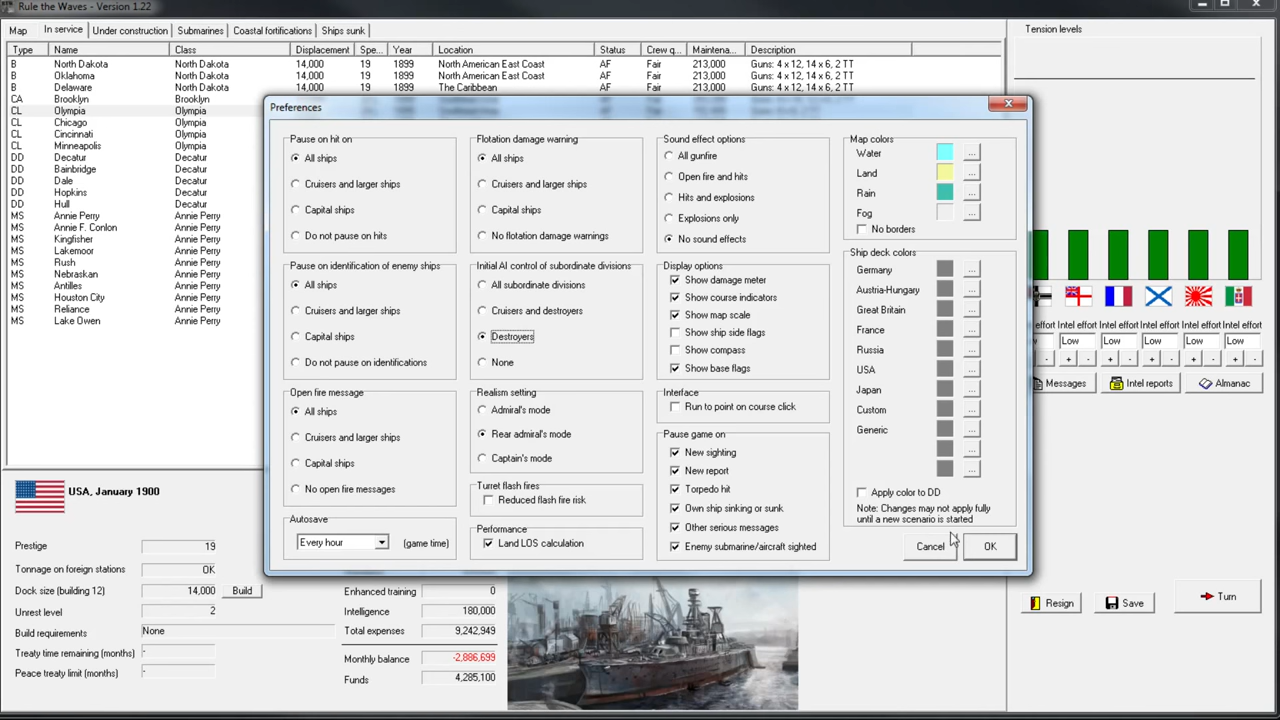 Rule the Waves - Version 1.22
Map In service Under construction Submarines Coastal fortifications Ships sunk
Type Name Class Displacement Spe... Year Location Status Crew q... Maintena... Description
B North Dakota North Dakota 14,000 19 1899 North American East Coast AF Fair 213,000 Guns: 4 x 12, 14 x 6, 2 TT
B Oklahoma North Dakota 14,000 19 1899 North American East Coast AF Fair 213,000 Guns: 4 x 12, 14 x 6, 2 TT
B Delaware North Dakota 14,000 19 1899 The Caribbean AF Fair 213,000 Guns: 4 x 12, 14 x 6, 2 TT
CA Brooklyn Brooklyn
CL Olympia Olympia
CL Chicago Olympia
CL Cincinnati Olympia
CL Minneapolis Olympia
DD Decatur Decatur
DD Bainbridge Decatur
DD Dale Decatur
DD Hopkins Decatur
DD Hull Decatur
MS Annie Perry Annie Perry
MS Annie F. Conlon Annie Perry
MS Kingfisher Annie Perry
MS Lakemoor Annie Perry
MS Rush Annie Perry
MS Nebraskan Annie Perry
MS Antilles Annie Perry
MS Houston City Annie Perry
MS Reliance Annie Perry
MS Lake Owen Annie Perry
Preferences
Pause on hit on
All ships
Cruisers and larger ships
Capital ships
Do not pause on hits
Pause on identification of enemy ships
All ships
Cruisers and larger ships
Capital ships
Do not pause on identifications
Open fire message
All ships
Cruisers and larger ships
Capital ships
No open fire messages
Autosave
Every hour (game time)
Flotation damage warning
All ships
Cruisers and larger ships
Capital ships
No flotation damage warnings
Initial AI control of subordinate divisions
All subordinate divisions
Cruisers and destroyers
Destroyers
None
Realism setting
Admiral's mode
Rear admiral's mode
Captain's mode
Turret flash fires
Reduced flash fire risk
Performance
Land LOS calculation
Sound effect options
All gunfire
Open fire and hits
Hits and explosions
Explosions only
No sound effects
Display options
Show damage meter
Show course indicators
Show map scale
Show ship side flags
Show compass
Show base flags
Interface
Run to point on course click
Pause game on
New sighting
New report
Torpedo hit
Own ship sinking or sunk
Other serious messages
Enemy submarine/aircraft sighted
Map colors
Water ...
Land ...
Rain ...
Fog ...
No borders
Ship deck colors
Germany ...
Austria-Hungary ...
Great Britain ...
France ...
Russia ...
USA ...
Japan ...
Custom ...
Generic ...
...
...
Apply color to DD
Note: Changes may not apply fully
until a new scenario is started
Cancel OK
Tension levels
Intel effort Intel effort Intel effort Intel effort Intel effort
Low Low Low Low Low
+ - + - + - + - + -
Messages Intel reports Almanac
Resign Save Turn
USA, January 1900
Prestige 19
Tonnage on foreign stations OK
Dock size (building 12) 14,000 Build
Unrest level 2
Build requirements None
Treaty time remaining (months) -
Peace treaty limit (months) -
Enhanced training 0
Intelligence 180,000
Total expenses 9,242,949
Monthly balance -2,886,699
Funds 4,285,100